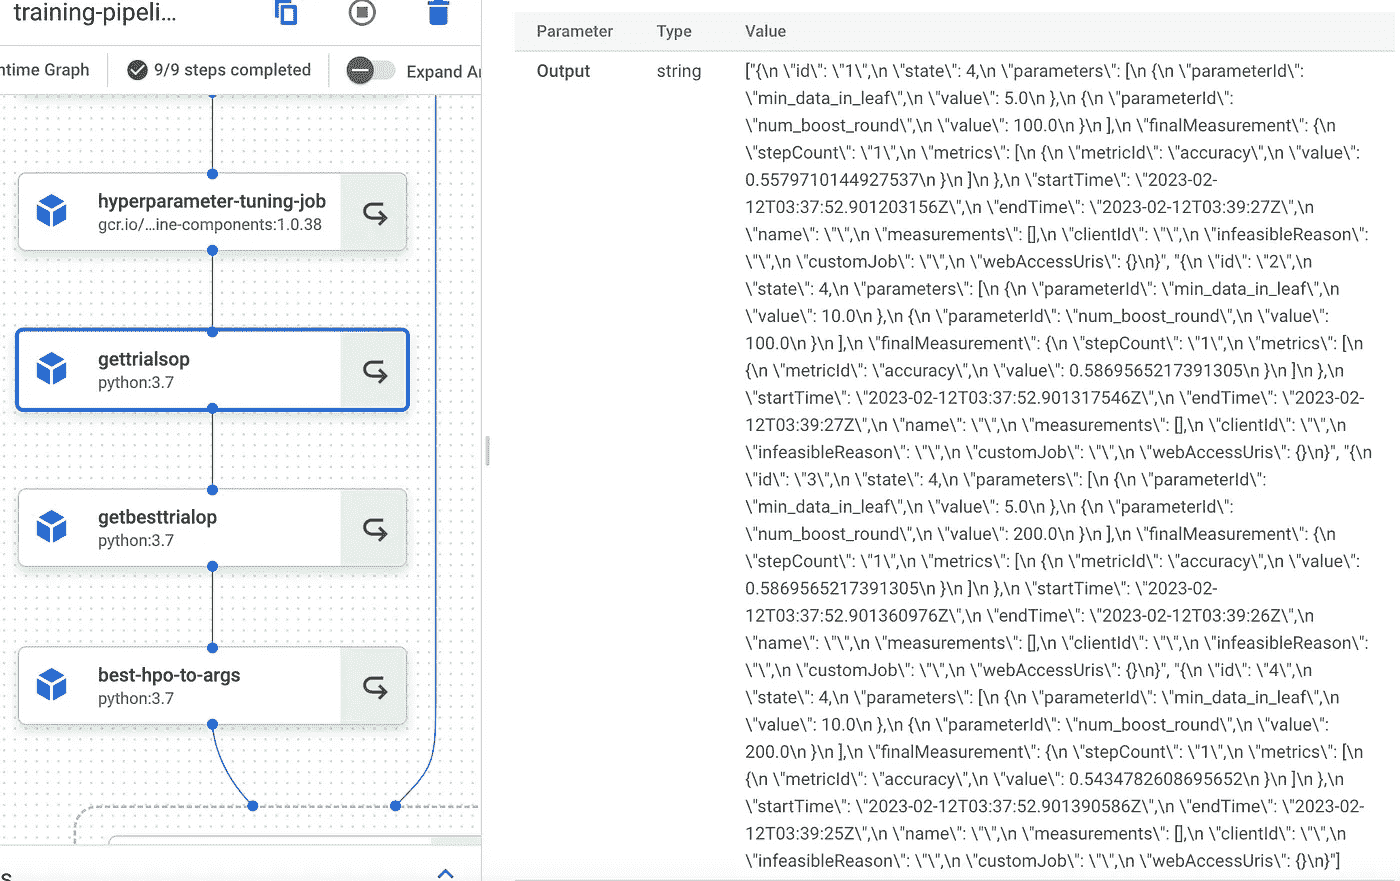 training-pipeli...
ntime Graph
9/9 steps completed
Expand Ar
hyperparameter-tuning-job
gcr.io/...ine-components:1.0.38
gettrialsop
python:3.7
getbesttrialop
python:3.7
best-hpo-to-args
python:3.7
s
Parameter Type Value
Output string
["{\n \"id\": \"1\",\n \"state\": 4,\n \"parameters\": [\n {\n \"parameterId\":
\"min_data_in_leaf\",\n \"value\": 5.0\n },\n {\n \"parameterId\":
\"num_boost_round\",\n \"value\": 100.0\n }\n ],\n \"finalMeasurement\": {\n
\"stepCount\": \"1\",\n \"metrics\": [\n {\n \"metricId\": \"accuracy\",\n \"value\":
0.5579710144927537\n }\n ]\n },\n \"startTime\": \"2023-02-
12T03:37:52.901203156Z\",\n \"endTime\": \"2023-02-12T03:39:27Z\",\n
\"name\": \"\",\n \"measurements\": [],\n \"clientId\": \"\",\n \"infeasibleReason\":
\"\",\n \"customJob\": \"\",\n \"webAccessUris\": {}\n}", "{\n \"id\": \"2\",\n
\"state\": 4,\n \"parameters\": [\n {\n \"parameterId\": \"min_data_in_leaf\",\n
\"value\": 10.0\n },\n {\n \"parameterId\": \"num_boost_round\",\n \"value\":
100.0\n }\n ],\n \"finalMeasurement\": {\n \"stepCount\": \"1\",\n \"metrics\": [\n
{\n \"metricId\": \"accuracy\",\n \"value\": 0.5869565217391305\n }\n ]\n },\n
\"startTime\": \"2023-02-12T03:37:52.901317546Z\",\n \"endTime\": \"2023-02-
12T03:39:27Z\",\n \"name\": \"\",\n \"measurements\": [],\n \"clientId\": \"\",\n
\"infeasibleReason\": \"\",\n \"customJob\": \"\",\n \"webAccessUris\": {}\n}", "{\n
\"id\": \"3\",\n \"state\": 4,\n \"parameters\": [\n {\n \"parameterId\":
\"min_data_in_leaf\",\n \"value\": 5.0\n },\n {\n \"parameterId\":
\"num_boost_round\",\n \"value\": 200.0\n }\n ],\n \"finalMeasurement\": {\n
\"stepCount\": \"1\",\n \"metrics\": [\n {\n \"metricId\": \"accuracy\",\n \"value\":
0.5869565217391305\n }\n ]\n },\n \"startTime\": \"2023-02-
12T03:37:52.901360976Z\",\n \"endTime\": \"2023-02-12T03:39:26Z\",\n
\"name\": \"\",\n \"measurements\": [],\n \"clientId\": \"\",\n \"infeasibleReason\":
\"\",\n \"customJob\": \"\",\n \"webAccessUris\": {}\n}", "{\n \"id\": \"4\",\n
\"state\": 4,\n \"parameters\": [\n {\n \"parameterId\": \"min_data_in_leaf\",\n
\"value\": 10.0\n },\n {\n \"parameterId\": \"num_boost_round\",\n \"value\":
200.0\n }\n ],\n \"finalMeasurement\": {\n \"stepCount\": \"1\",\n \"metrics\": [\n
{\n \"metricId\": \"accuracy\",\n \"value\": 0.5434782608695652\n }\n ]\n },\n
\"startTime\": \"2023-02-12T03:37:52.901390586Z\",\n \"endTime\": \"2023-02-
12T03:39:25Z\",\n \"name\": \"\",\n \"measurements\": [],\n \"clientId\": \"\",\n
\"infeasibleReason\": \"\",\n \"customJob\": \"\",\n \"webAccessUris\": {}\n}"]